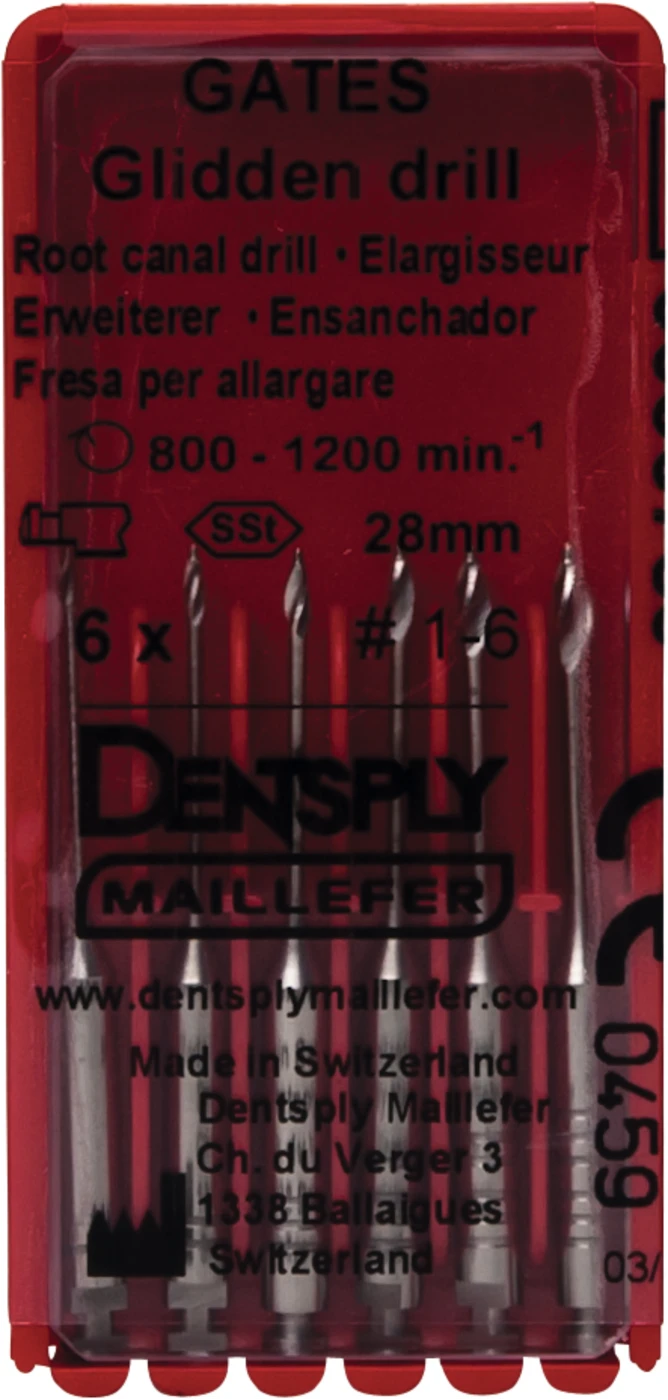 GATES
Glidden drill
Root canal drill · Elargisseur
Erweiterer · Ensanchador
Fresa per allargare
800 - 1200 min.⁻¹
SSt 28mm
6 x # 1-6
DENTSPLY
MAILLEFER
www.dentsplymaillefer.com
Made in Switzerland
Dentsply Maillefer
Ch. du Verger 3
1338 Ballaigues
Switzerland
CE 0459
03/